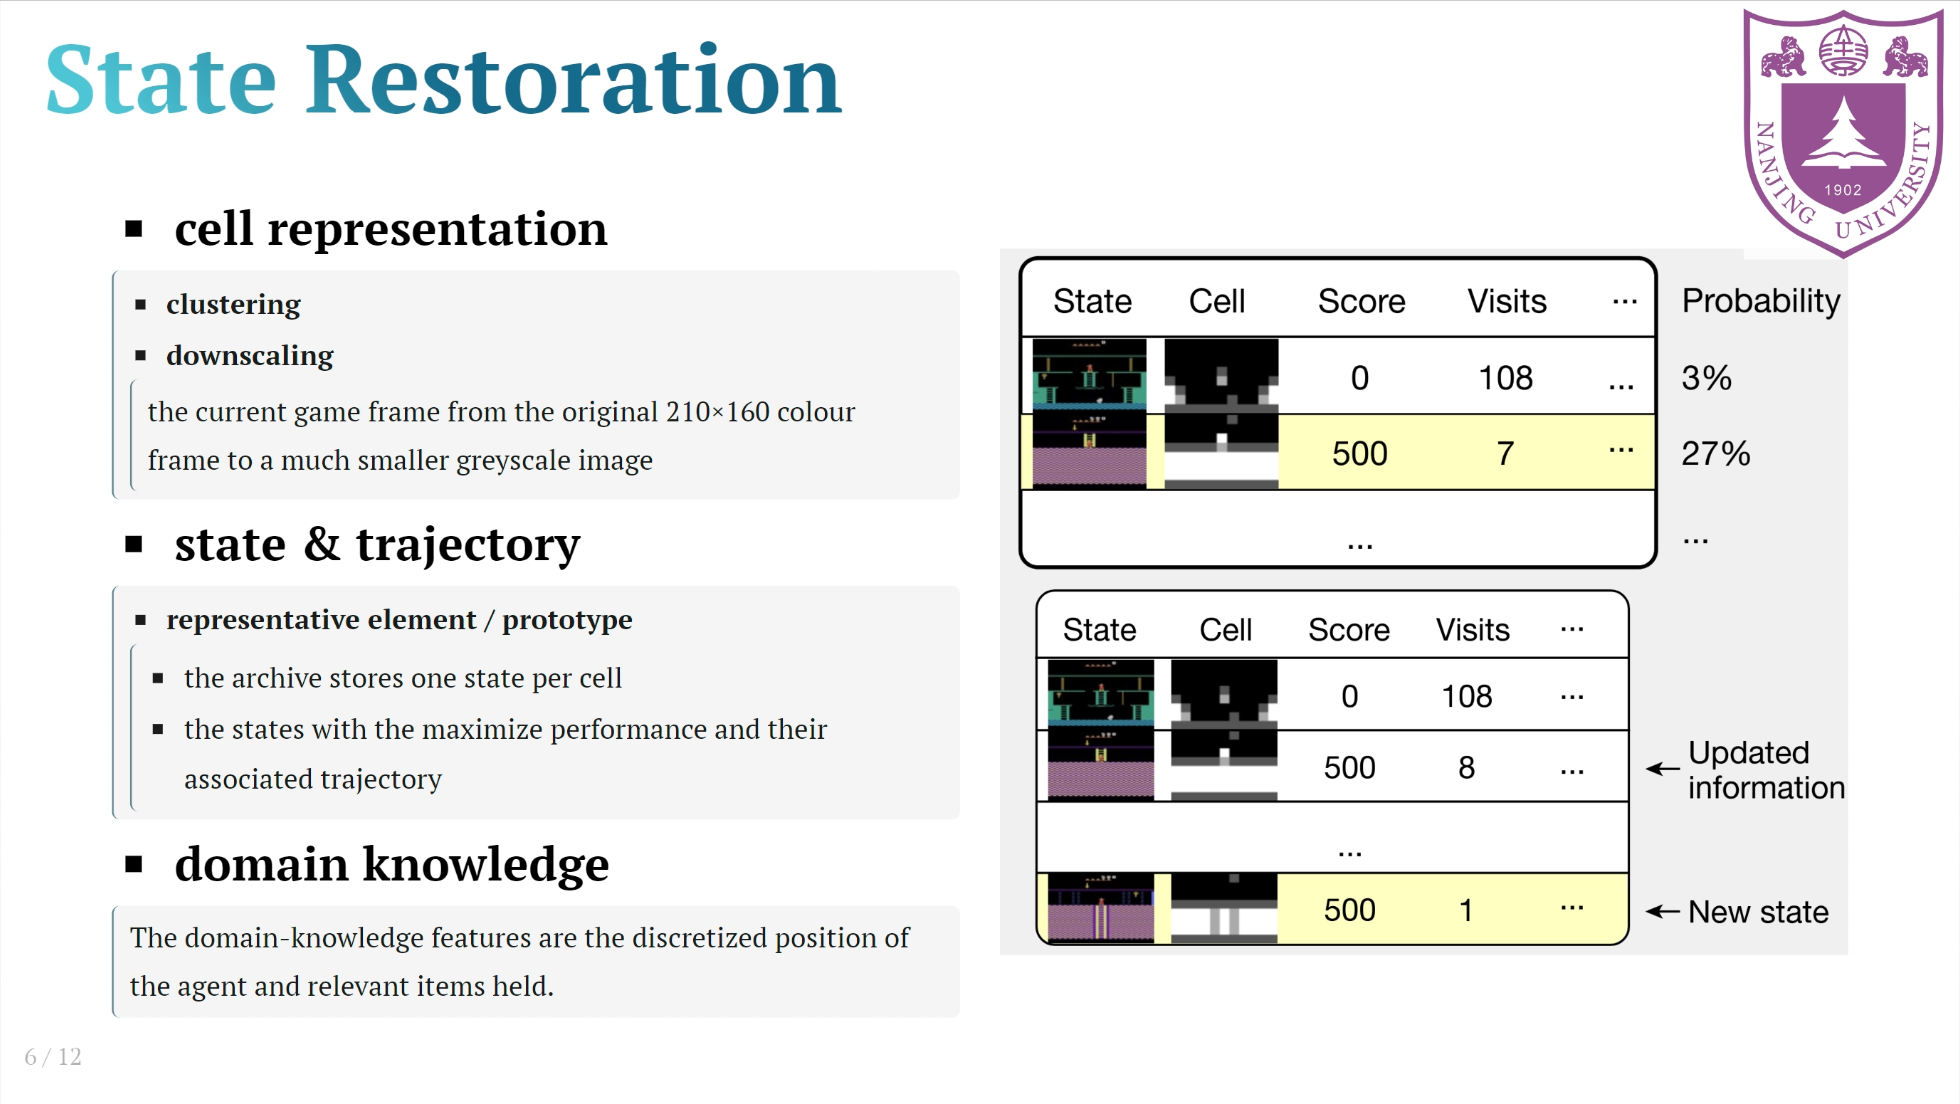 State Restoration
NANJING UNIVERSITY
1902
▪ cell representation
▪ clustering
▪ downscaling
the current game frame from the original 210×160 colour
frame to a much smaller greyscale image
▪ state & trajectory
▪ representative element / prototype
▪ the archive stores one state per cell
▪ the states with the maximize performance and their
associated trajectory
▪ domain knowledge
The domain-knowledge features are the discretized position of
the agent and relevant items held.
State Cell Score Visits ... Probability
0 108 ... 3%
500 7 ... 27%
... ...
State Cell Score Visits ...
0 108 ...
500 8 ... ← Updated
information
...
500 1 ... ← New state
6 / 12